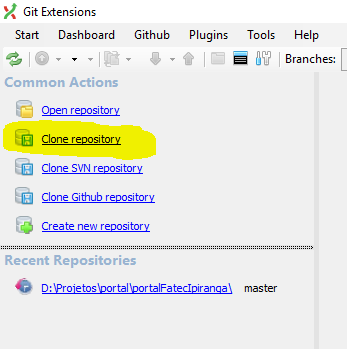 Git Extensions
Start Dashboard Github Plugins Tools Help
Branches:
Common Actions
Open repository
Clone repository
Clone SVN repository
Clone Github repository
Create new repository
Recent Repositories
D:\Projetos\portal\portalFatecIpiranga\ master